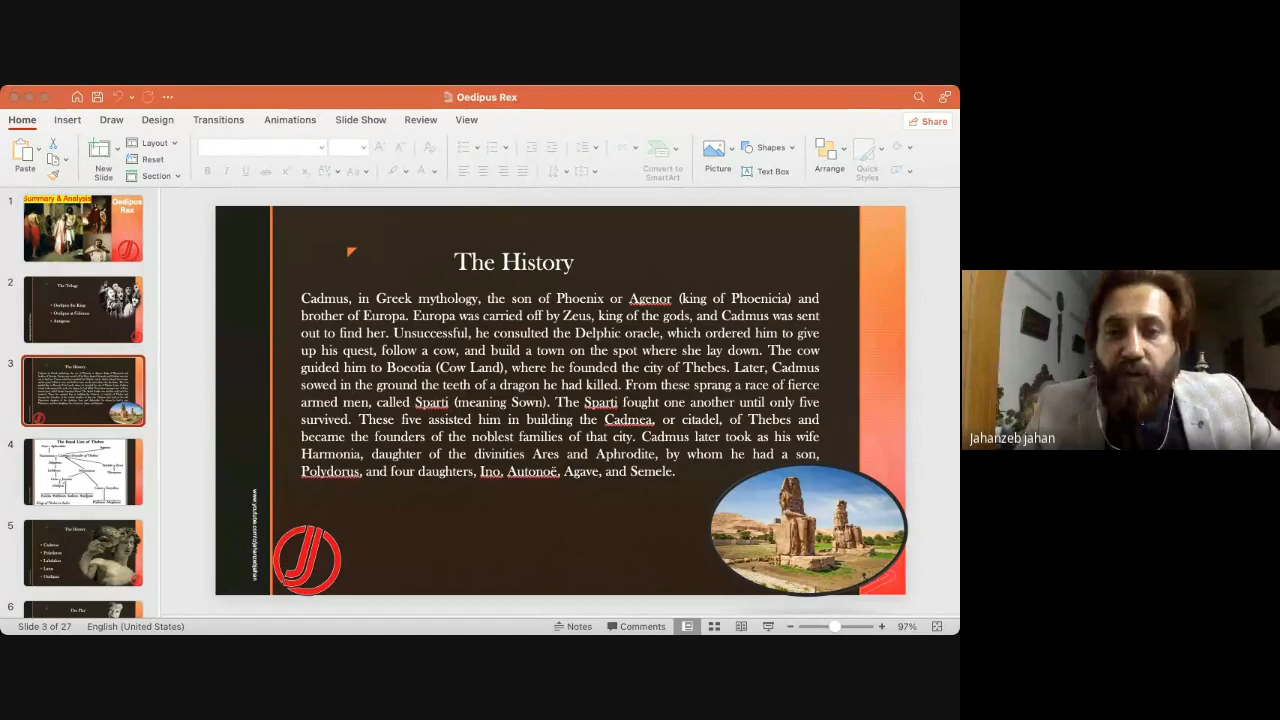 Oedipus Rex
Home Insert Draw Design Transitions Animations Slide Show Review View Share
Paste
New Slide
Layout
Reset
Section
Convert to SmartArt
Picture
Shapes
Text Box
Arrange
Quick Styles
1
Summary & Analysis
Oedipus Rex
2
The Trilogy
Oedipus the King
Oedipus at Colonus
Antigone
3
The History
4
The Royal Line of Thebes
5
The History
Cadmus
Polydorus
Labdakus
Laius
Oedipus
6
The Play
The History
Cadmus, in Greek mythology, the son of Phoenix or Agenor (king of Phoenicia) and
brother of Europa. Europa was carried off by Zeus, king of the gods, and Cadmus was sent
out to find her. Unsuccessful, he consulted the Delphic oracle, which ordered him to give
up his quest, follow a cow, and build a town on the spot where she lay down. The cow
guided him to Boeotia (Cow Land), where he founded the city of Thebes. Later, Cadmus
sowed in the ground the teeth of a dragon he had killed. From these sprang a race of fierce
armed men, called Sparti (meaning Sown). The Sparti fought one another until only five
survived. These five assisted him in building the Cadmea, or citadel, of Thebes and
became the founders of the noblest families of that city. Cadmus later took as his wife
Harmonia, daughter of the divinities Ares and Aphrodite, by whom he had a son,
Polydorus, and four daughters, Ino, Autonoë, Agave, and Semele.
Jahanzeb jahan
Slide 3 of 27 English (United States) Notes Comments 97%